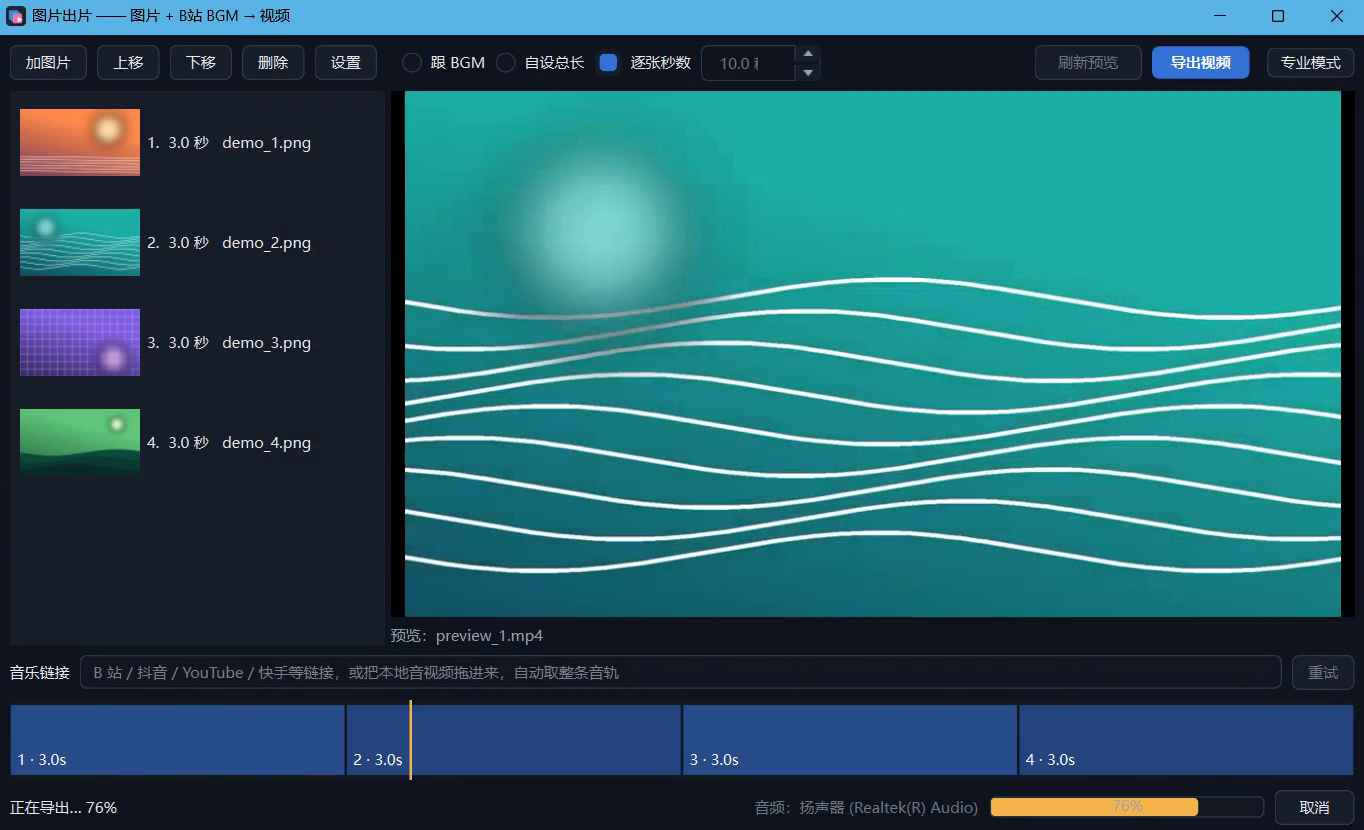 图片出片 —— 图片 + B站 BGM → 视频
加图片 上移 下移 删除 设置 跟 BGM 自设总长 逐张秒数 10.0 刷新预览 导出视频 专业模式
1. 3.0 秒 demo_1.png
2. 3.0 秒 demo_2.png
3. 3.0 秒 demo_3.png
4. 3.0 秒 demo_4.png
预览：preview_1.mp4
音乐链接 B 站 / 抖音 / YouTube / 快手等链接，或把本地音视频拖进来，自动取整条音轨 重试
1 · 3.0s 2 · 3.0s 3 · 3.0s 4 · 3.0s
正在导出... 76% 音频：扬声器 (Realtek(R) Audio) 76% 取消